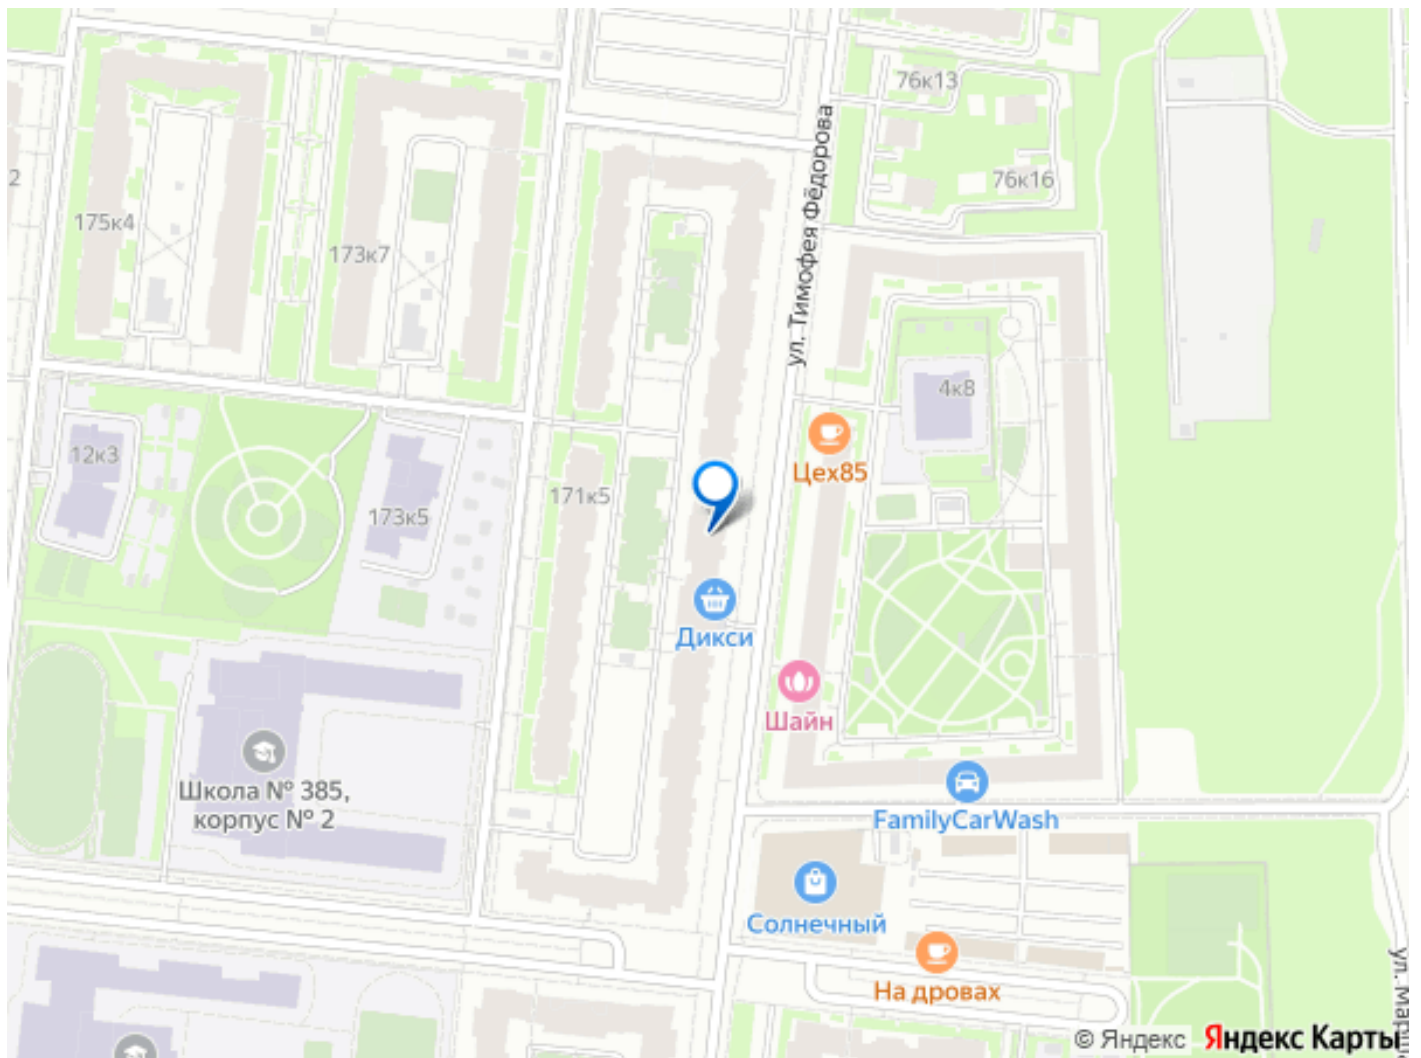 76к13
76к16
2
175к4
173к7
ул. Тимофея Фёдорова
4к8
12к3
Цех85
171к5
173к5
Дикси
Шайн
Школа № 385,
корпус № 2
FamilyCarWash
Солнечный
На дровах
© Яндекс Яндекс Карты